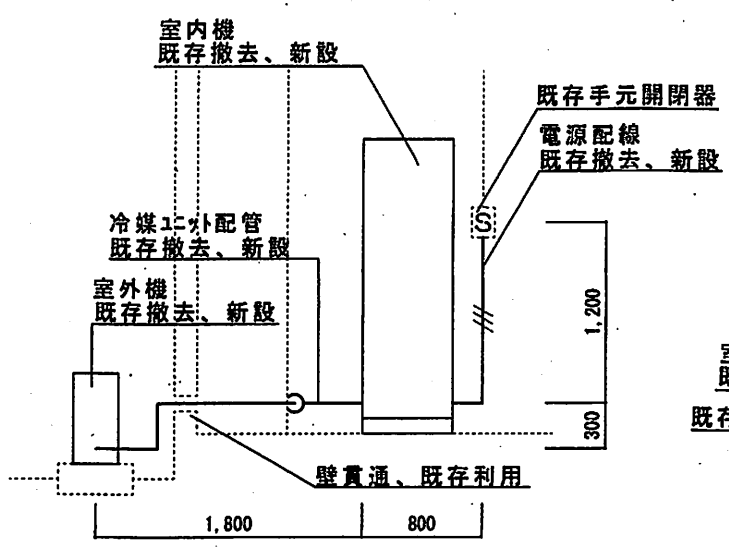 室内機
既存撤去、新設
既存手元開閉器
電源配線
既存撤去、新設
S
冷媒ユニット配管
既存撤去、新設
室外機
既存撤去、新設
1,200
300
既存
壁貫通、既存利用
1,800
800